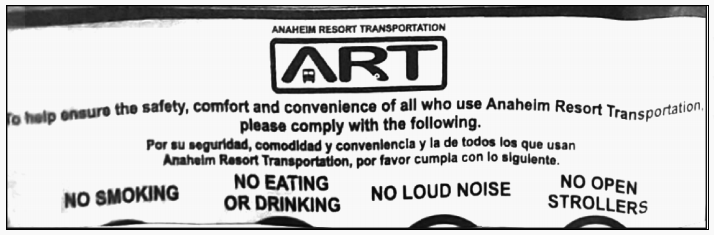 ANAHEIM RESORT TRANSPORTATION
ART
To help ensure the safety, comfort and convenience of all who use Anaheim Resort Transportation,
please comply with the following.
Por su seguridad, comodidad y conveniencia y la de todos los que usan
Anaheim Resort Transportation, por favor cumpla con lo siguiente.
NO SMOKING
NO EATING
OR DRINKING
NO LOUD NOISE
NO OPEN
STROLLERS